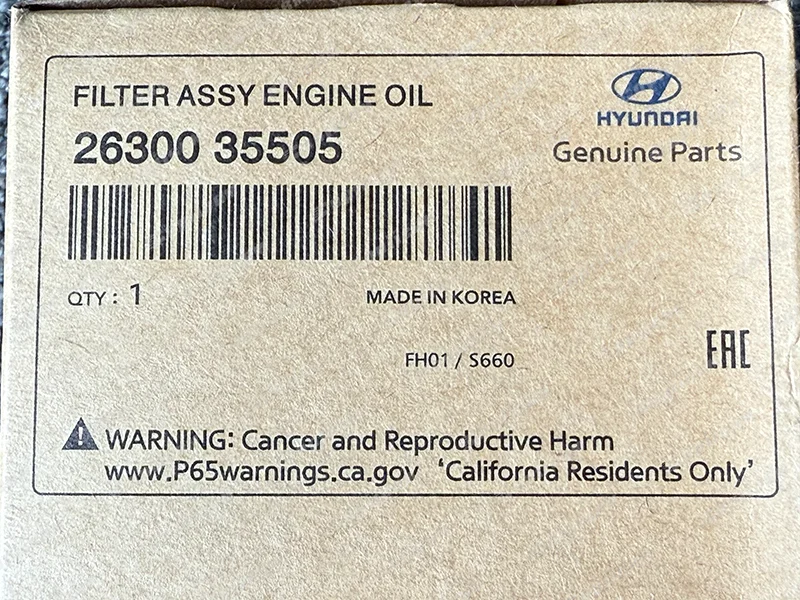 FILTER ASSY ENGINE OIL
26300 35505
HYUNDAI
Genuine Parts
QTY : 1
MADE IN KOREA
FH01 / S660
EAC
WARNING: Cancer and Reproductive Harm
www.P65warnings.ca.gov ‘California Residents Only’